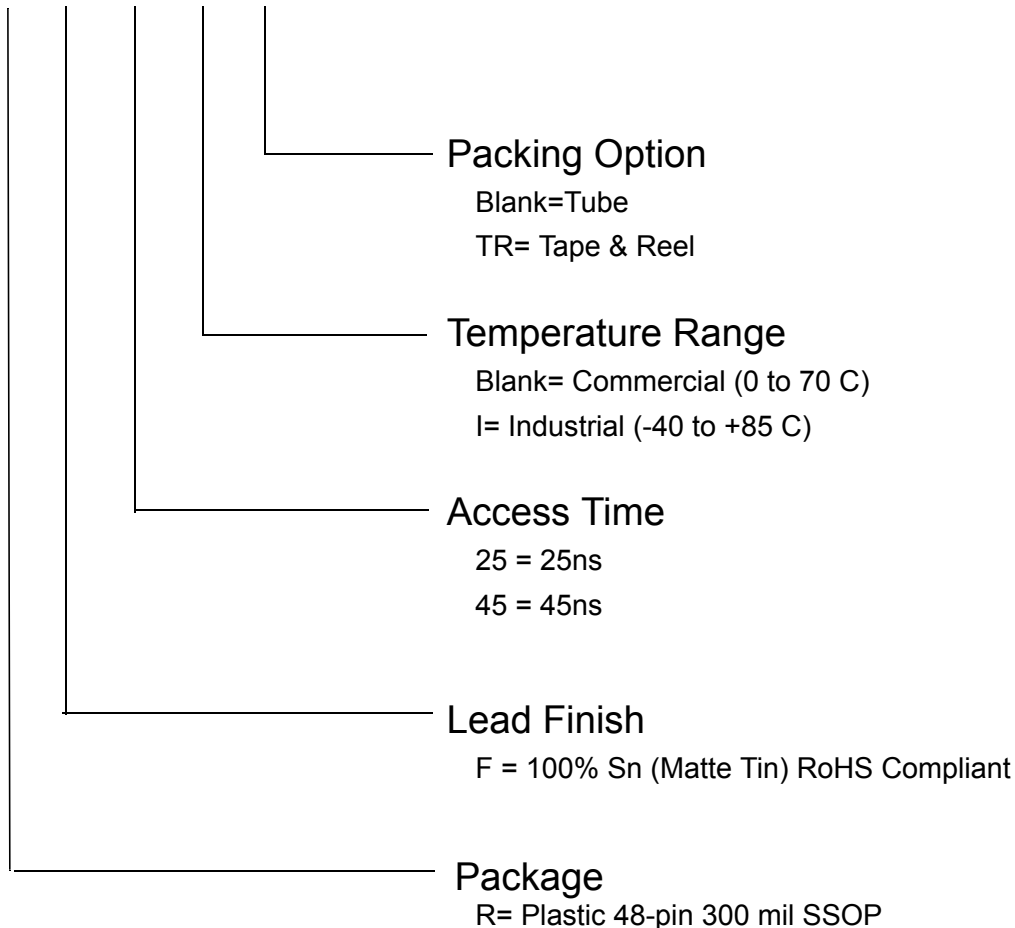 Packing Option
Blank=Tube
TR= Tape & Reel
Temperature Range
Blank= Commercial (0 to 70 C)
I= Industrial (-40 to +85 C)
Access Time
25 = 25ns
45 = 45ns
Lead Finish
F = 100% Sn (Matte Tin) RoHS Compliant
Package
R= Plastic 48-pin 300 mil SSOP